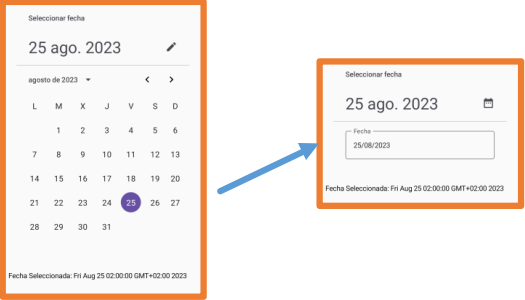 Seleccionar fecha
25 ago. 2023
agosto de 2023
L M X J V S D
1 2 3 4 5 6
7 8 9 10 11 12 13
14 15 16 17 18 19 20
21 22 23 24 25 26 27
28 29 30 31
Fecha Seleccionada: Fri Aug 25 02:00:00 GMT+02:00 2023
Seleccionar fecha
25 ago. 2023
Fecha
25/08/2023
Fecha Seleccionada: Fri Aug 25 02:00:00 GMT+02:00 2023